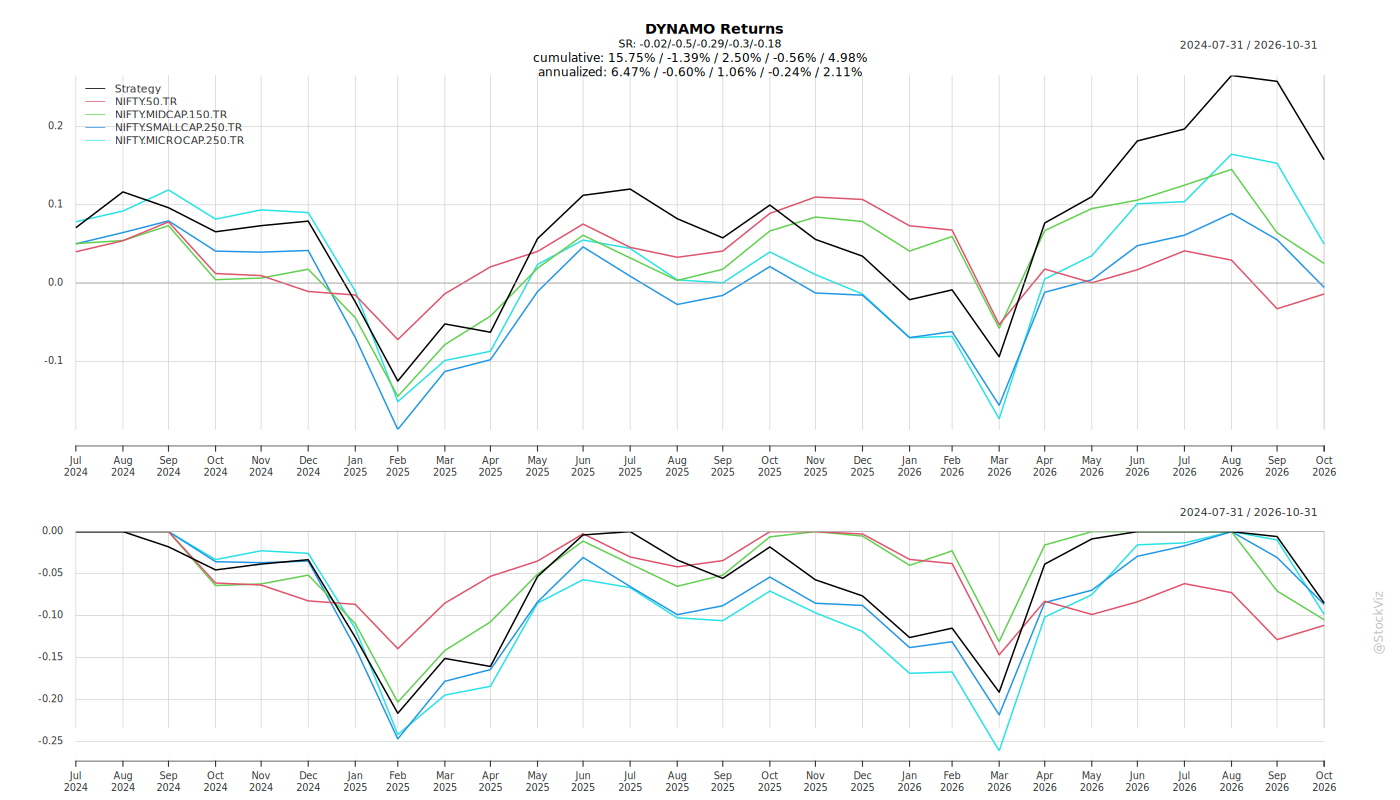 DYNAMO Returns
SR: -0.02/-0.5/-0.29/-0.3/-0.18
cumulative: 15.75% / -1.39% / 2.50% / -0.56% / 4.98%
annualized: 6.47% / -0.60% / 1.06% / -0.24% / 2.11%
2024-07-31 / 2026-10-31
Strategy
NIFTY.50.TR
NIFTY.MIDCAP.150.TR
NIFTY.SMALLCAP.250.TR
NIFTY.MICROCAP.250.TR
0.2
0.1
0.0
-0.1
Jul Aug Sep Oct Nov Dec Jan Feb Mar Apr May Jun Jul Aug Sep Oct Nov Dec Jan Feb Mar Apr May Jun Jul Aug Sep Oct
2024 2024 2024 2024 2024 2024 2025 2025 2025 2025 2025 2025 2025 2025 2025 2025 2025 2025 2026 2026 2026 2026 2026 2026 2026 2026 2026 2026
2024-07-31 / 2026-10-31
0.00
-0.05
-0.10
-0.15
-0.20
-0.25
Jul Aug Sep Oct Nov Dec Jan Feb Mar Apr May Jun Jul Aug Sep Oct Nov Dec Jan Feb Mar Apr May Jun Jul Aug Sep Oct
2024 2024 2024 2024 2024 2024 2025 2025 2025 2025 2025 2025 2025 2025 2025 2025 2025 2025 2026 2026 2026 2026 2026 2026 2026 2026 2026 2026
@StockViz